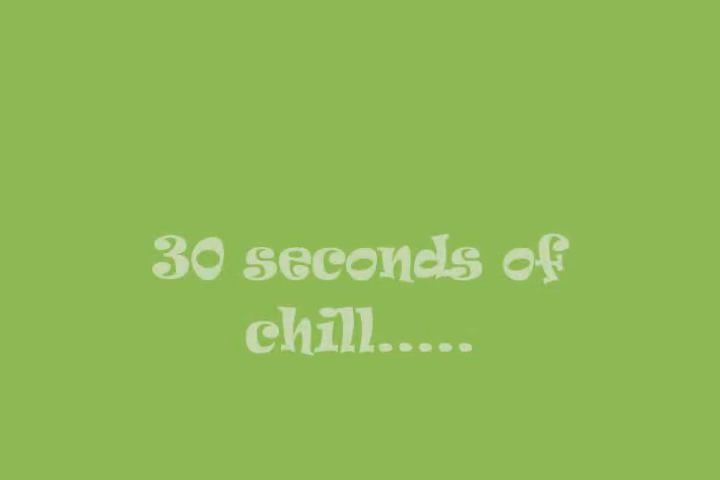 30 seconds of
chill.....